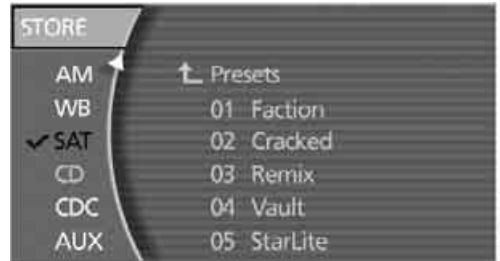 STORE
AM
WB
SAT
CD
CDC
AUX
Presets
01 Faction
02 Cracked
03 Remix
04 Vault
05 StarLite